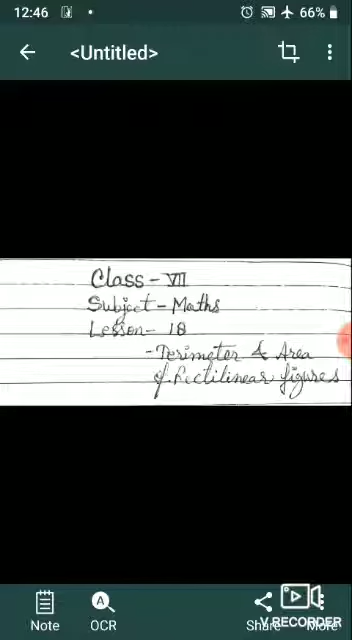 12:46
66%
<Untitled>
Class - VII
Subject - Maths
Lesson - 18
- Perimeter & Area
of Rectilinear figures
Note
OCR
Share
More
V RECORDER